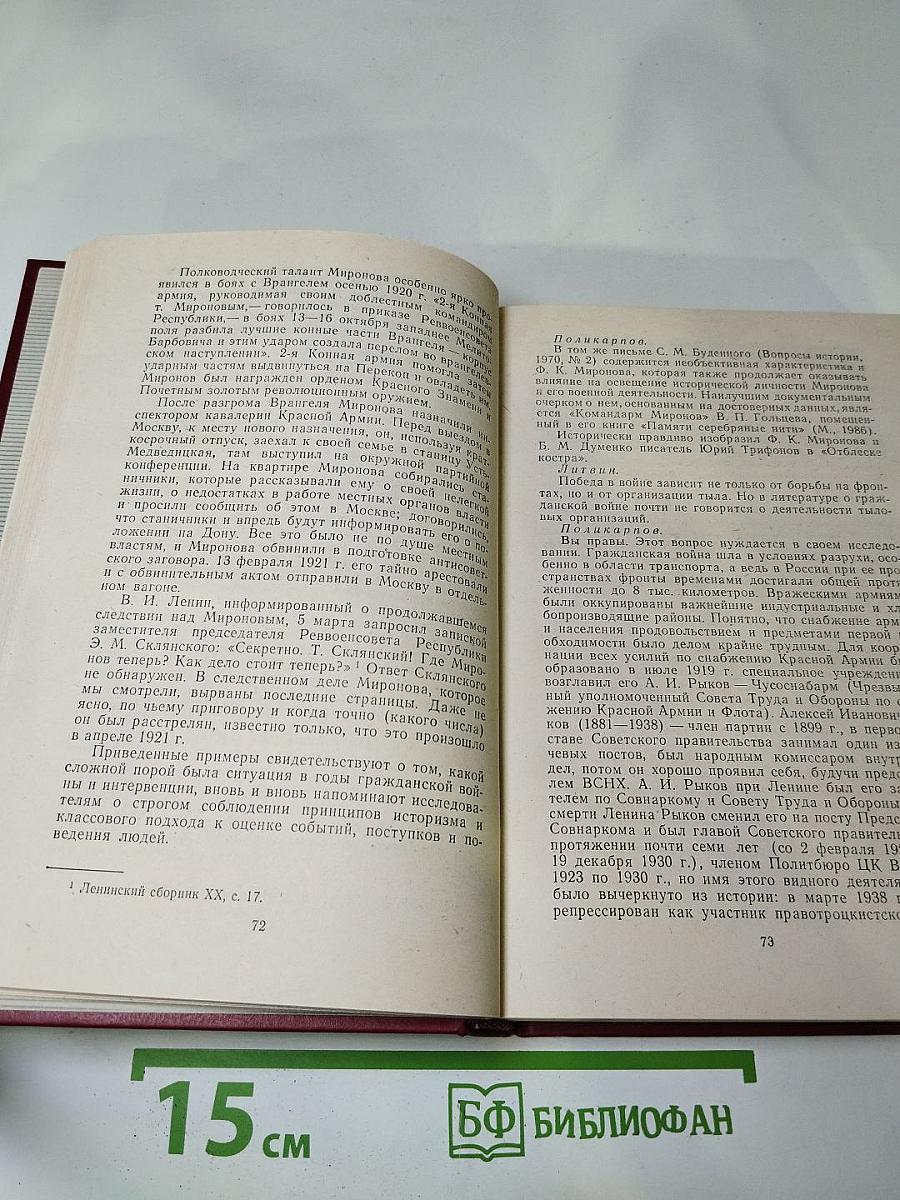 Полководческий талант Миронова особенно ярко про-
явился в боях с Врангелем осенью 1920 г. «2-я Конная
армия, руководимая своим доблестным командармом
т. Мироновым,— говорилось в приказе Реввоенсовета
Республики,— в боях 13—16 октября западнее Мелито-
поля разбила лучшие конные части Врангеля — корпус
Барбовича и этим ударом создала перелом во врангелев-
ском наступлении». 2-я Конная армия помогла затем
ударным частям выдвинуться на Перекоп и овладеть им.
Миронов был награжден орденом Красного Знамени и
Почетным золотым революционным оружием.
После разгрома Врангеля Миронова назначили ин-
спектором кавалерии Красной Армии. Перед выездом в
Москву, к месту нового назначения, он, используя крат-
косрочный отпуск, заехал к своей семье в станицу Усть-
Медведицкая, там выступил на окружной партийной
конференции. На квартире Миронова собирались ста-
ничники, которые рассказывали ему о своей нелегкой
жизни, о недостатках в работе местных органов власти
и просили сообщить об этом в Москве; договорились,
что станичники и впредь будут информировать его о по-
ложении на Дону. Все это было не по душе местным
властям, и Миронова обвинили в подготовке антисовет-
ского заговора. 13 февраля 1921 г. его тайно арестовали
и с обвинительным актом отправили в Москву в отдель-
ном вагоне.
В. И. Ленин, информированный о продолжавшемся
следствии над Мироновым, 5 марта запросил запиской
заместителя председателя Реввоенсовета Республики
Э. М. Склянского: «Секретно. Т. Склянский! Где Миро-
нов теперь? Как дело стоит теперь?»¹ Ответ Склянского
не обнаружен. В следственном деле Миронова, которое
мы смотрели, вырваны последние страницы. Даже не
ясно, по чьему приговору и когда точно (какого числа)
он был расстрелян, известно только, что это произошло
в апреле 1921 г.
Приведенные примеры свидетельствуют о том, какой
сложной порой была ситуация в годы гражданской вой-
ны и интервенции, вновь и вновь напоминают исследова-
телям о строгом соблюдении принципов историзма и
классового подхода к оценке событий, поступков и по-
ведения людей.
¹ Ленинский сборник XX, с. 17.
72
Поликарпов.
В том же письме С. М. Буденного (Вопросы истории,
1970, № 2) содержится необъективная характеристика и
Ф. К. Миронова, которая также продолжает оказывать
влияние на освещение исторической личности Миронова
и его военной деятельности. Наилучшим документальным
очерком о нем, основанным на достоверных данных, явля-
ется «Командарм Миронов» В. П. Гольцева, помещен-
ный в его книге «Памяти серебряные нити» (М., 1986).
Исторически правдиво изобразил Ф. К. Миронова и
Б. М. Думенко писатель Юрий Трифонов в «Отблеске
костра».
Литвин.
Победа в войне зависит не только от борьбы на фрон-
тах, но и от организации тыла. Но в литературе о граж-
данской войне почти не говорится о деятельности тыло-
вых организаций.
Поликарпов.
Вы правы. Этот вопрос нуждается в своем исследо-
вании. Гражданская война шла в условиях разрухи, осо-
бенно в области транспорта, а ведь в России при ее про-
странствах фронты временами достигали общей протя
женности до 8 тыс. километров. Вражескими армиям
были оккупированы важнейшие индустриальные и хл
бопроизводящие районы. Понятно, что снабжение арм
и населения продовольствием и предметами первой
обходимости было делом крайне трудным. Для коор
нации всех усилий по снабжению Красной Армии б
образовано в июле 1919 г. специальное учреждени
возглавил его А. И. Рыков — Чусоснабарм (Чрезвы
ный уполномоченный Совета Труда и Обороны по с
жению Красной Армии и Флота). Алексей Иванович
ков (1881—1938) — член партии с 1899 г., в перво
ставе Советского правительства занимал один из
чевых постов, был народным комиссаром внутр
дел, потом он хорошо проявил себя, будучи предс
лем ВСНХ. А. И. Рыков при Ленине был его за
телем по Совнаркому и Совету Труда и Обороны
смерти Ленина Рыков сменил его на посту Предс
Совнаркома и был главой Советского правитель
протяжении почти семи лет (со 2 февраля 19
19 декабря 1930 г.), членом Политбюро ЦК В
1923 по 1930 г., но имя этого видного деятеля
было вычеркнуто из истории: в марте 1938 г
репрессирован как участник правотроцкистско
73
15 см
БФ БИБЛИОФАН